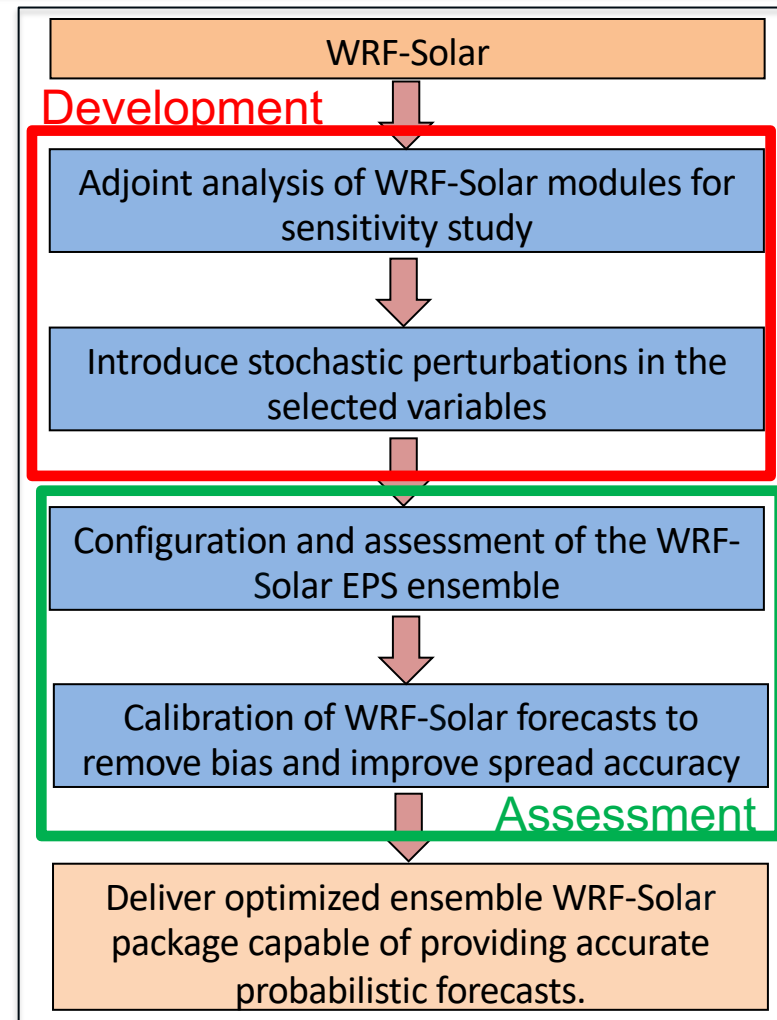 WRF-Solar
Development
Adjoint analysis of WRF-Solar modules for
sensitivity study
Introduce stochastic perturbations in the
selected variables
Configuration and assessment of the WRF-
Solar EPS ensemble
Calibration of WRF-Solar forecasts to
remove bias and improve spread accuracy
Assessment
Deliver optimized ensemble WRF-Solar
package capable of providing accurate
probabilistic forecasts.